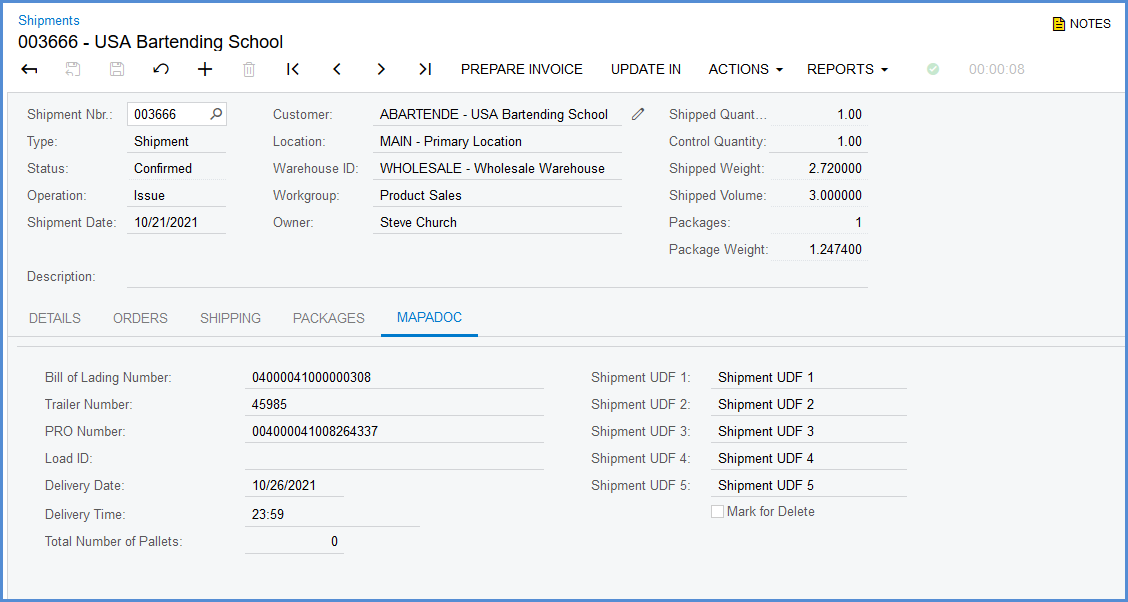 Shipments
NOTES
003666 - USA Bartending School
PREPARE INVOICE UPDATE IN ACTIONS REPORTS 00:00:08
Shipment Nbr.: 003666 Customer: ABARTENDE - USA Bartending School Shipped Quant... 1.00
Type: Shipment Location: MAIN - Primary Location Control Quantity: 1.00
Status: Confirmed Warehouse ID: WHOLESALE - Wholesale Warehouse Shipped Weight: 2.720000
Operation: Issue Workgroup: Product Sales Shipped Volume: 3.000000
Shipment Date: 10/21/2021 Owner: Steve Church Packages: 1
Package Weight: 1.247400
Description:
DETAILS ORDERS SHIPPING PACKAGES MAPADOC
Bill of Lading Number: 04000041000000308 Shipment UDF 1: Shipment UDF 1
Trailer Number: 45985 Shipment UDF 2: Shipment UDF 2
PRO Number: 004000041008264337 Shipment UDF 3: Shipment UDF 3
Load ID: Shipment UDF 4: Shipment UDF 4
Delivery Date: 10/26/2021 Shipment UDF 5: Shipment UDF 5
Delivery Time: 23:59 Mark for Delete
Total Number of Pallets: 0